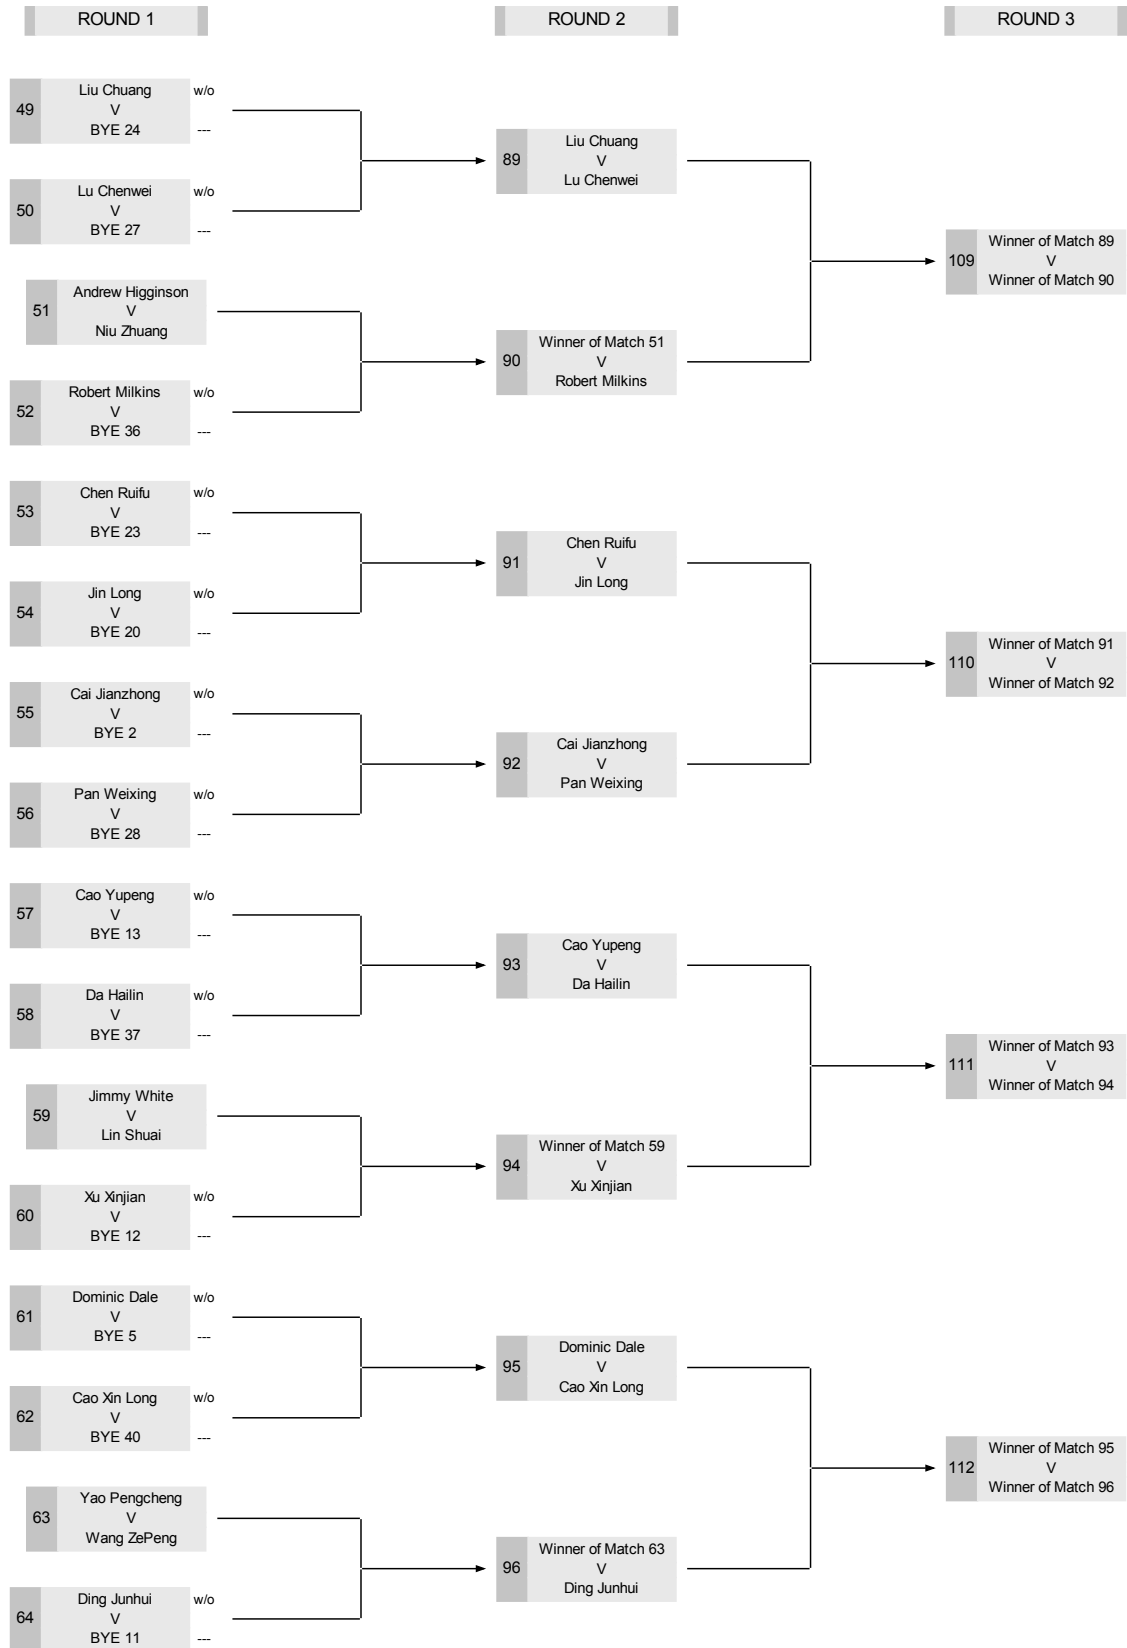 ROUND 1
ROUND 2
ROUND 3
49
Liu Chuang
V
BYE 24
w/o
---
50
Lu Chenwei
V
BYE 27
w/o
---
51
Andrew Higginson
V
Niu Zhuang
52
Robert Milkins
V
BYE 36
w/o
---
53
Chen Ruifu
V
BYE 23
w/o
---
54
Jin Long
V
BYE 20
w/o
---
55
Cai Jianzhong
V
BYE 2
w/o
---
56
Pan Weixing
V
BYE 28
w/o
---
57
Cao Yupeng
V
BYE 13
w/o
---
58
Da Hailin
V
BYE 37
w/o
---
59
Jimmy White
V
Lin Shuai
60
Xu Xinjian
V
BYE 12
w/o
---
61
Dominic Dale
V
BYE 5
w/o
---
62
Cao Xin Long
V
BYE 40
w/o
---
63
Yao Pengcheng
V
Wang ZePeng
64
Ding Junhui
V
BYE 11
w/o
---
89
Liu Chuang
V
Lu Chenwei
90
Winner of Match 51
V
Robert Milkins
91
Chen Ruifu
V
Jin Long
92
Cai Jianzhong
V
Pan Weixing
93
Cao Yupeng
V
Da Hailin
94
Winner of Match 59
V
Xu Xinjian
95
Dominic Dale
V
Cao Xin Long
96
Winner of Match 63
V
Ding Junhui
109
Winner of Match 89
V
Winner of Match 90
110
Winner of Match 91
V
Winner of Match 92
111
Winner of Match 93
V
Winner of Match 94
112
Winner of Match 95
V
Winner of Match 96